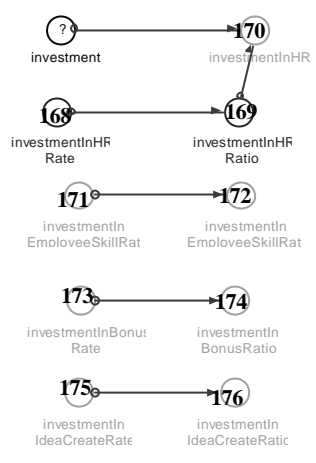 ? 170
investment investmentInHR
168 169
investmentInHR investmentInHR
Rate Ratio
171 172
investmentIn investmentIn
EmployeeSkillRat EmployeeSkillRat
173 174
investmentInBonus investmentIn
Rate BonusRatio
175 176
investmentIn investmentIn
IdeaCreateRate IdeaCreateRatio